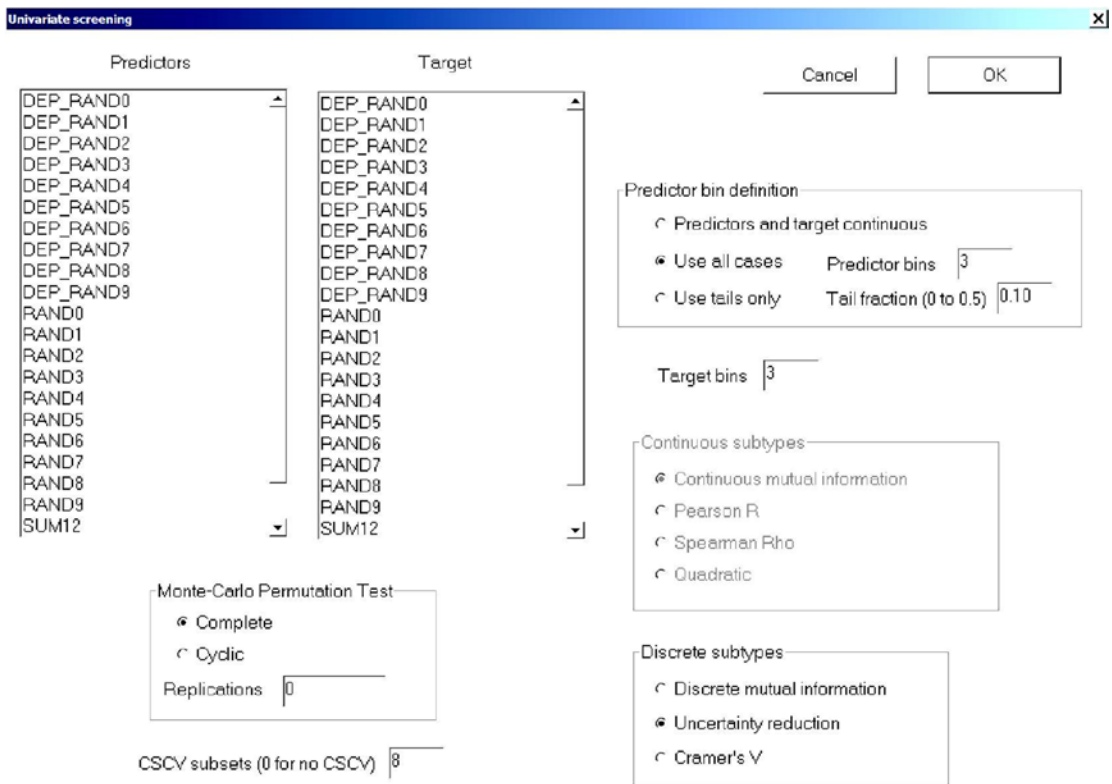 Univariate screening
Predictors
Target
Cancel
OK
DEP_RAND0
DEP_RAND1
DEP_RAND2
DEP_RAND3
DEP_RAND4
DEP_RAND5
DEP_RAND6
DEP_RAND7
DEP_RAND8
DEP_RAND9
RAND0
RAND1
RAND2
RAND3
RAND4
RAND5
RAND6
RAND7
RAND8
RAND9
SUM12
DEP_RAND0
DEP_RAND1
DEP_RAND2
DEP_RAND3
DEP_RAND4
DEP_RAND5
DEP_RAND6
DEP_RAND7
DEP_RAND8
DEP_RAND9
RAND0
RAND1
RAND2
RAND3
RAND4
RAND5
RAND6
RAND7
RAND8
RAND9
SUM12
Predictor bin definition
Predictors and target continuous
Use all cases Predictor bins 3
Use tails only Tail fraction (0 to 0.5) 0.10
Target bins 3
Continuous subtypes
Continuous mutual information
Pearson R
Spearman Rho
Quadratic
Monte-Carlo Permutation Test
Complete
Cyclic
Replications 0
CSCV subsets (0 for no CSCV) 8
Discrete subtypes
Discrete mutual information
Uncertainty reduction
Cramer's V